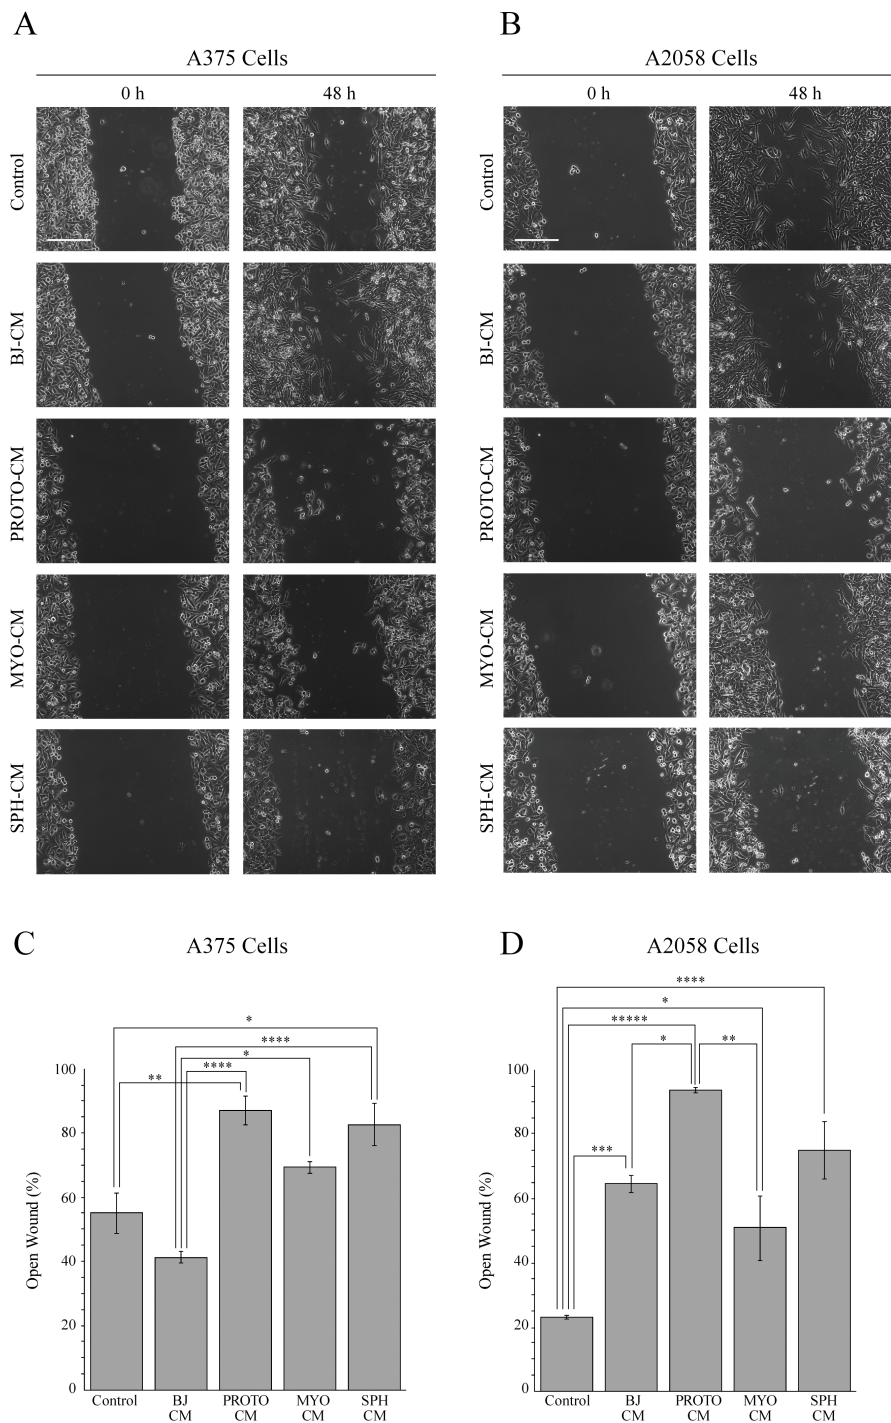 A
B
A375 Cells
A2058 Cells
0 h
48 h
0 h
48 h
Control
Control
BJ-CM
BJ-CM
PROTO-CM
PROTO-CM
MYO-CM
MYO-CM
SPH-CM
SPH-CM
C
A375 Cells
*
****
*
****
**
100
80
60
40
20
0
Open Wound (%)
Control
BJ CM
PROTO CM
MYO CM
SPH CM
D
A2058 Cells
****
*
*****
*
**
***
100
80
60
40
20
0
Open Wound (%)
Control
BJ CM
PROTO CM
MYO CM
SPH CM